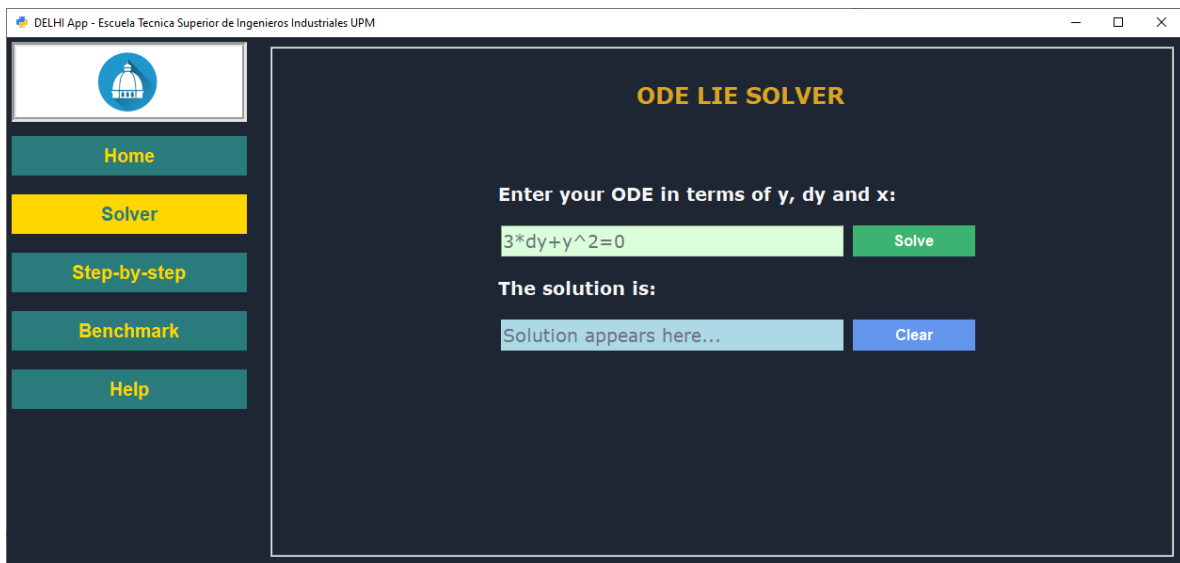 DELHI App - Escuela Tecnica Superior de Ingenieros Industriales UPM
Home
Solver
Step-by-step
Benchmark
Help
ODE LIE SOLVER
Enter your ODE in terms of y, dy and x:
3*dy+y^2=0
Solve
The solution is:
Solution appears here...
Clear